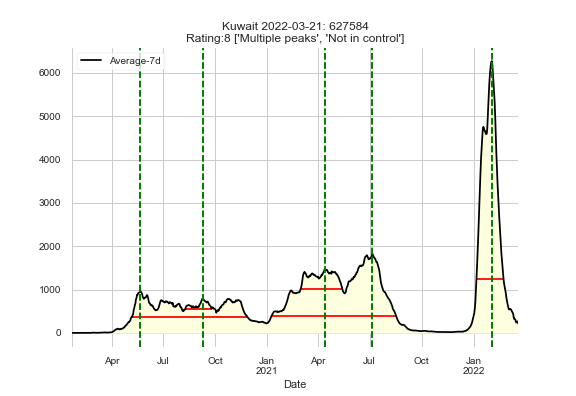 Kuwait 2022-03-21: 627584
Rating:8 ['Multiple peaks', 'Not in control']
Average-7d
6000
5000
4000
3000
2000
1000
0
Apr Jul Oct Jan Apr Jul Oct Jan
2021 2022
Date